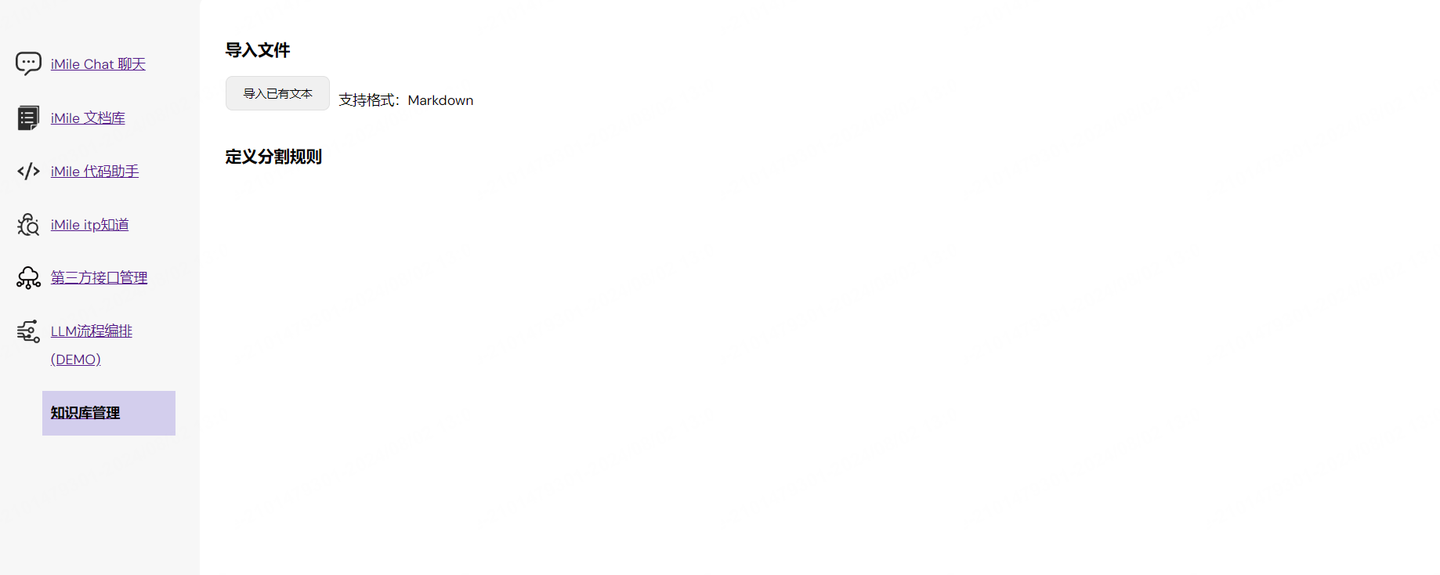 iMile Chat 聊天
iMile 文档库
iMile 代码助手
iMile itp知道
第三方接口管理
LLM流程编排
(DEMO)
知识库管理
导入文件
导入已有文本 支持格式：Markdown
定义分割规则